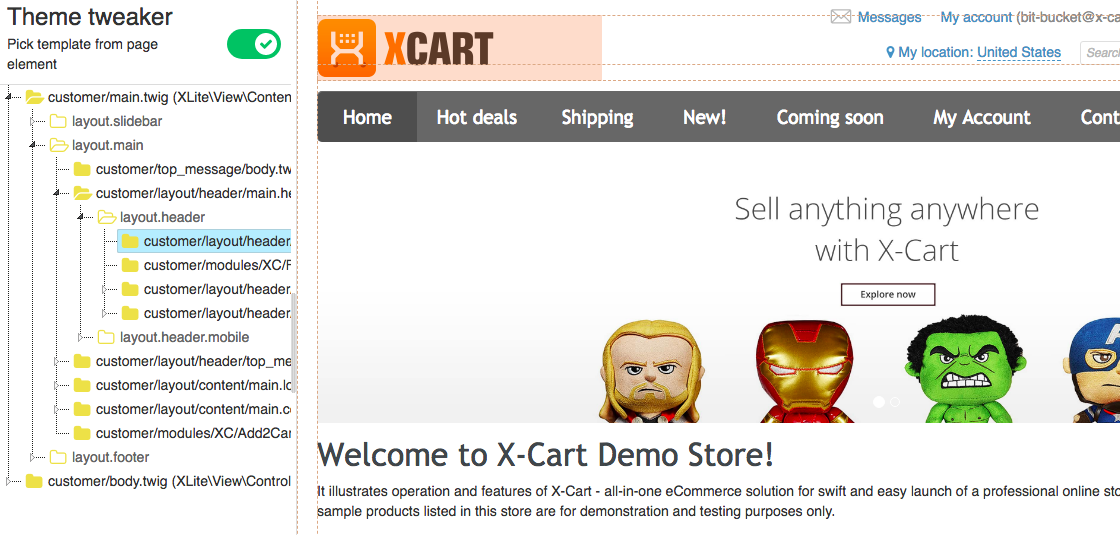 Theme tweaker
Pick template from page
element
customer/main.twig (XLite\View\Conten
layout.slidebar
layout.main
customer/top_message/body.tw
customer/layout/header/main.he
layout.header
customer/layout/header.
customer/modules/XC/F
customer/layout/header.
customer/layout/header.
layout.header.mobile
customer/layout/header/top_me
customer/layout/content/main.lo
customer/layout/content/main.c
customer/modules/XC/Add2Car
layout.footer
customer/body.twig (XLite\View\Control
XCART
Messages My account (bit-bucket@x-ca
My location: United States Search
Home Hot deals Shipping New! Coming soon My Account Cont
Sell anything anywhere
with X-Cart
Explore now
A
Welcome to X-Cart Demo Store!
It illustrates operation and features of X-Cart - all-in-one eCommerce solution for swift and easy launch of a professional online sto
sample products listed in this store are for demonstration and testing purposes only.